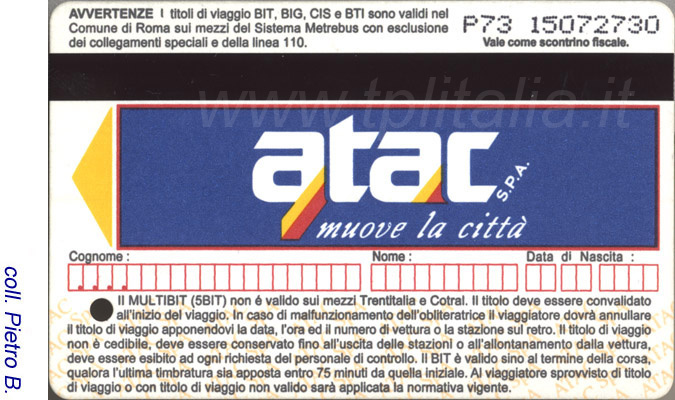 AVVERTENZE I titoli di viaggio BIT, BIG, CIS e BTI sono validi nel
Comune di Roma sui mezzi del Sistema Metrebus con esclusione
dei collegamenti speciali e della linea 110.
P73 15072730
Vale come scontrino fiscale.
www.tplitalia.it
atac S.P.A.
muove la città
Cognome : Nome : Data di Nascita :
Il MULTIBIT (5BIT) non é valido sui mezzi Trentitalia e Cotral. Il titolo deve essere convalidato
all'inizio del viaggio. In caso di malfunzionamento dell'obliteratrice il viaggiatore dovrà annullare
il titolo di viaggio apponendovi la data, l'ora ed il numero di vettura o la stazione sul retro. Il titolo di viaggio
non è cedibile, deve essere conservato fino all'uscita delle stazioni o all'allontanamento dalla vettura,
deve essere esibito ad ogni richiesta del personale di controllo. Il BIT è valido sino al termine della corsa,
qualora l'ultima timbratura sia apposta entro 75 minuti da quella iniziale. Al viaggiatore sprovvisto di titolo
di viaggio o con titolo di viaggio non valido sarà applicata la normativa vigente.
coll. Pietro B.